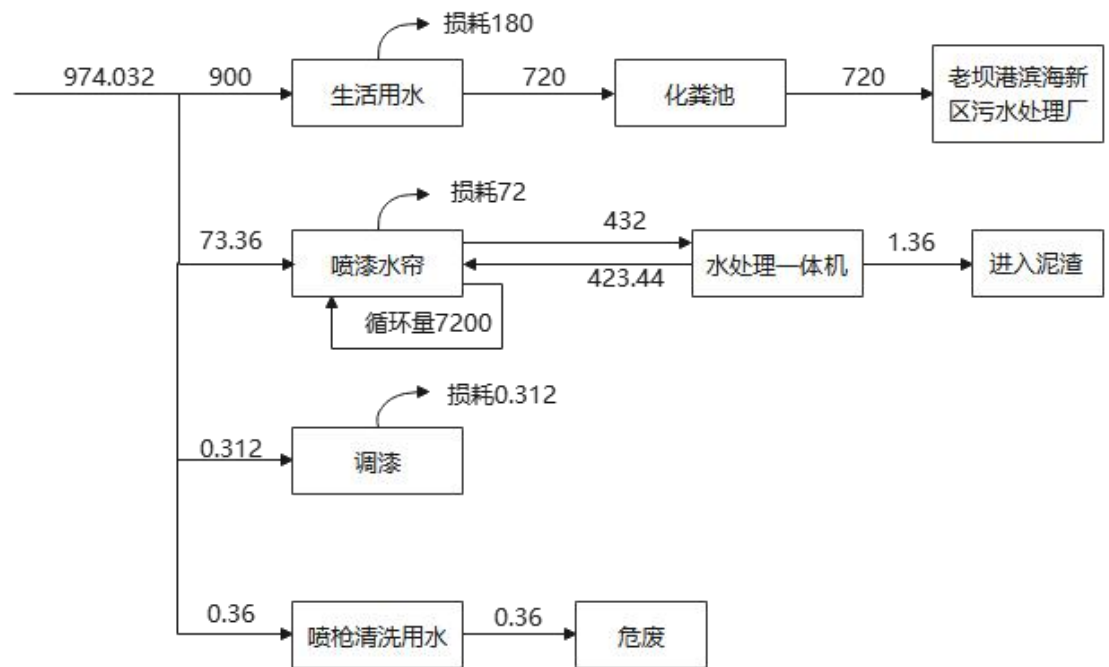 损耗180
974.032
900
生活用水
720
化粪池
720
老坝港滨海新
区污水处理厂
损耗72
73.36
喷漆水帘
432
423.44
水处理一体机
1.36
进入泥渣
循环量7200
损耗0.312
0.312
调漆
0.36
喷枪清洗用水
0.36
危废